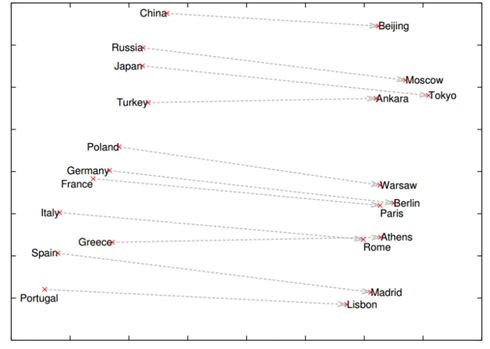 China
Beijing
Russia
Moscow
Japan
Tokyo
Turkey
Ankara
Poland
Warsaw
Germany
Berlin
France
Paris
Italy
Rome
Greece
Athens
Spain
Madrid
Portugal
Lisbon